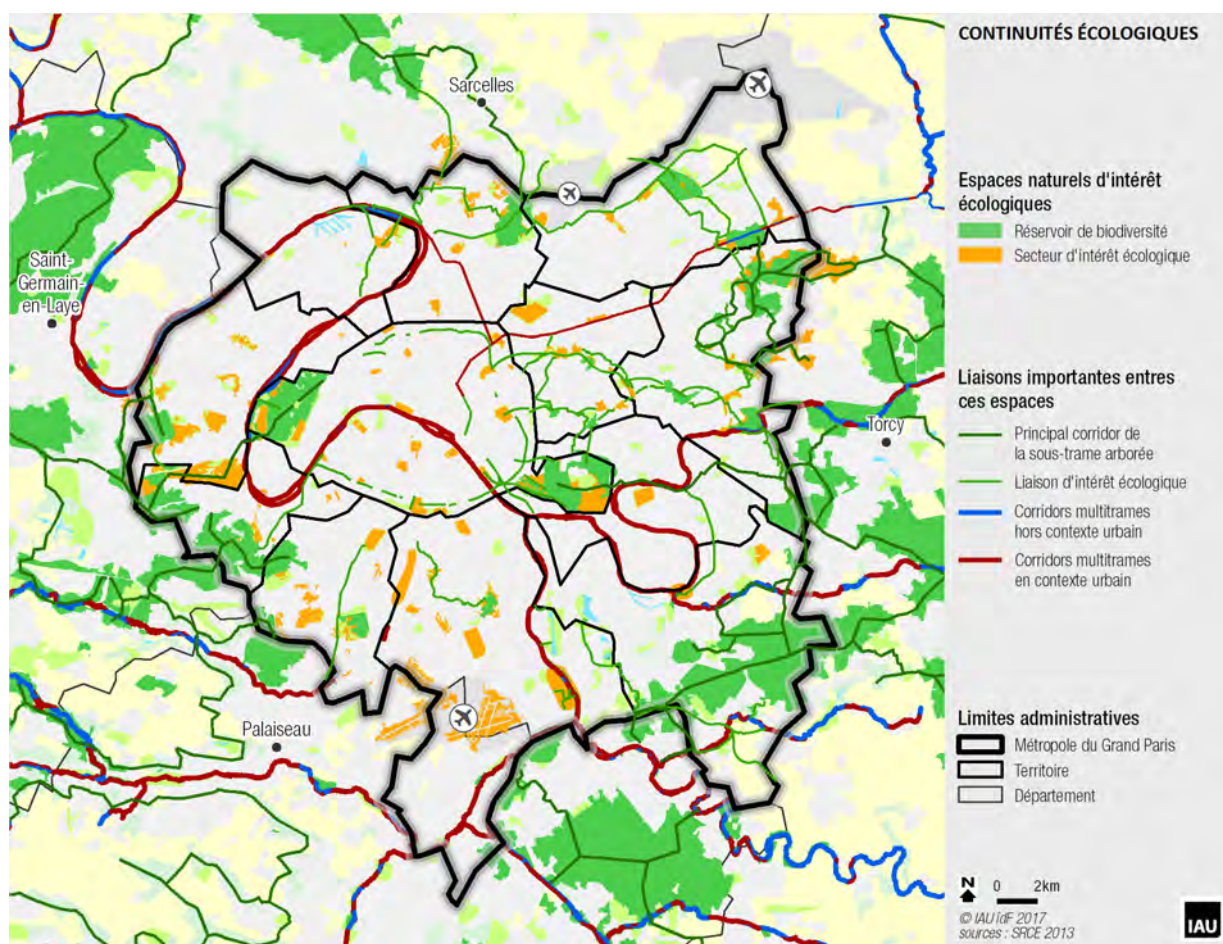 CONTINUITÉS ÉCOLOGIQUES
Sarcelles
Saint-
Germain-
en-Laye
Torcy
Palaiseau
Espaces naturels d'intérêt
écologiques
Réservoir de biodiversité
Secteur d'intérêt écologique
Liaisons importantes entres
ces espaces
Principal corridor de
la sous-trame arborée
Liaison d'intérêt écologique
Corridors multitrames
hors contexte urbain
Corridors multitrames
en contexte urbain
Limites administratives
Métropole du Grand Paris
Territoire
Département
N 0 2km
© IAU îdF 2017
sources : SRCE 2013
IAU